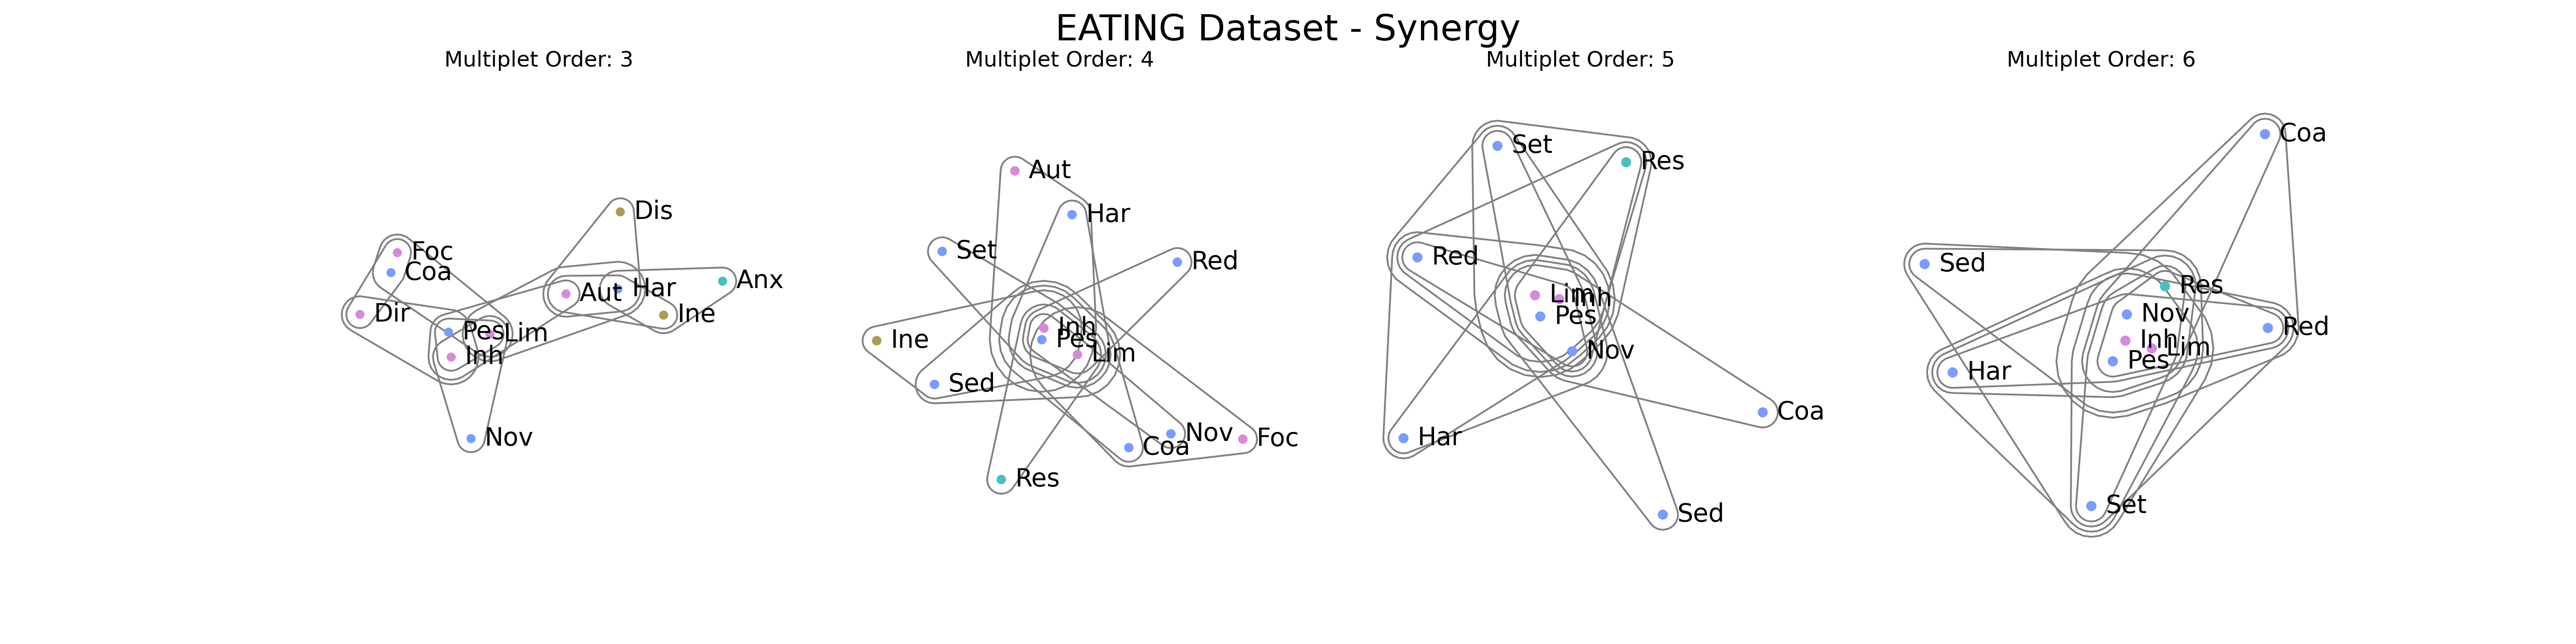 EATING Dataset - Synergy
Multiplet Order: 3
Dis
Foc
Coa
Anx
Har
Aut
Dir
Ine
Pes
Lim
Inh
Nov
Multiplet Order: 4
Aut
Har
Set
Red
Inh
Pes
Ine
Lim
Sed
Nov
Foc
Coa
Res
Multiplet Order: 5
Set
Res
Red
Lim
Inh
Pes
Nov
Coa
Har
Sed
Multiplet Order: 6
Coa
Sed
Res
Nov
Red
Inh
Lim
Pes
Har
Set